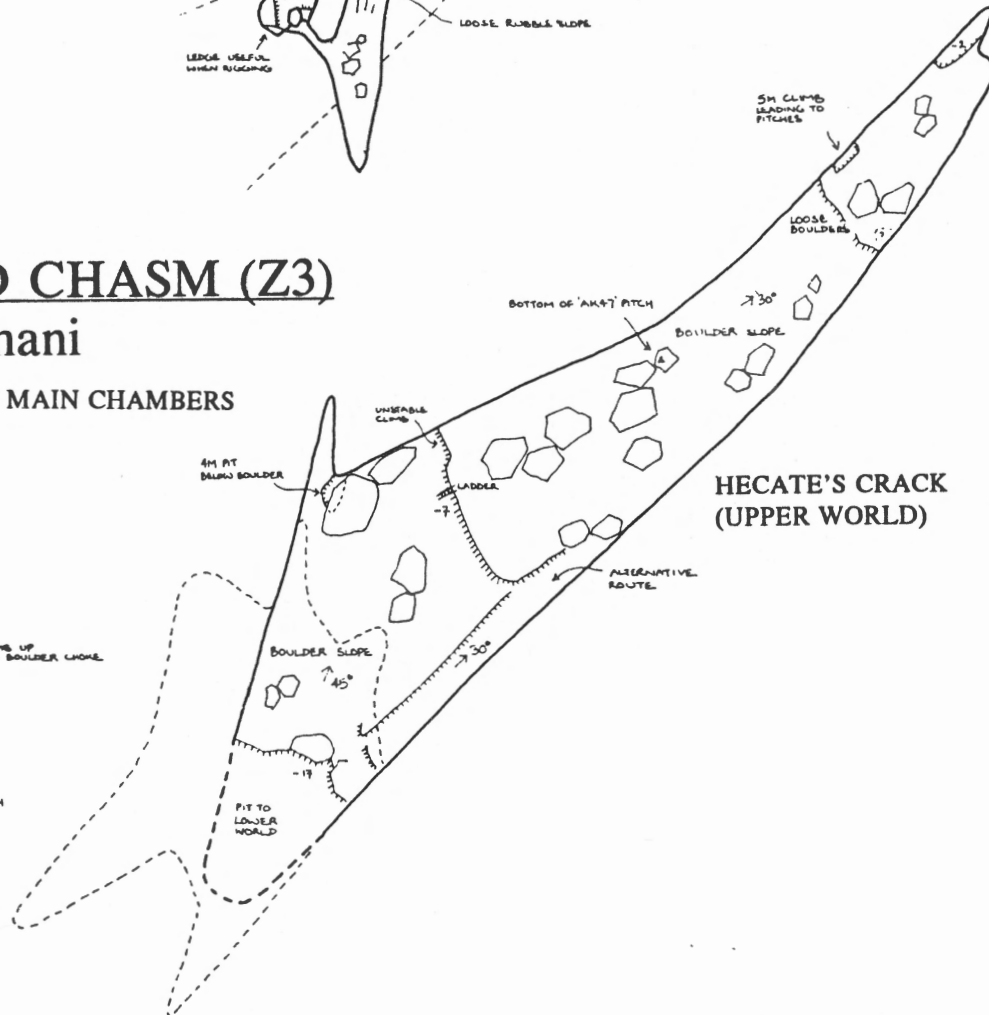 LOOSE RUBBLE SLOPE
LEDGE USEFUL
WHEN RIGGING
-2
5M CLIMB
LEADING TO
PITCHES
LOOSE
BOULDERS
CHASM (Z3)
nani
MAIN CHAMBERS
BOTTOM OF 'AK47' PITCH
30°
BOULDER SLOPE
UNSTABLE
CLIMB
4M PIT
BELOW BOULDER
LADDER
-7
HECATE'S CRACK
(UPPER WORLD)
ALTERNATIVE
ROUTE
UP
BOULDER CHOKE
BOULDER SLOPE
45°
30°
-17
PIT TO
LOWER
WORLD